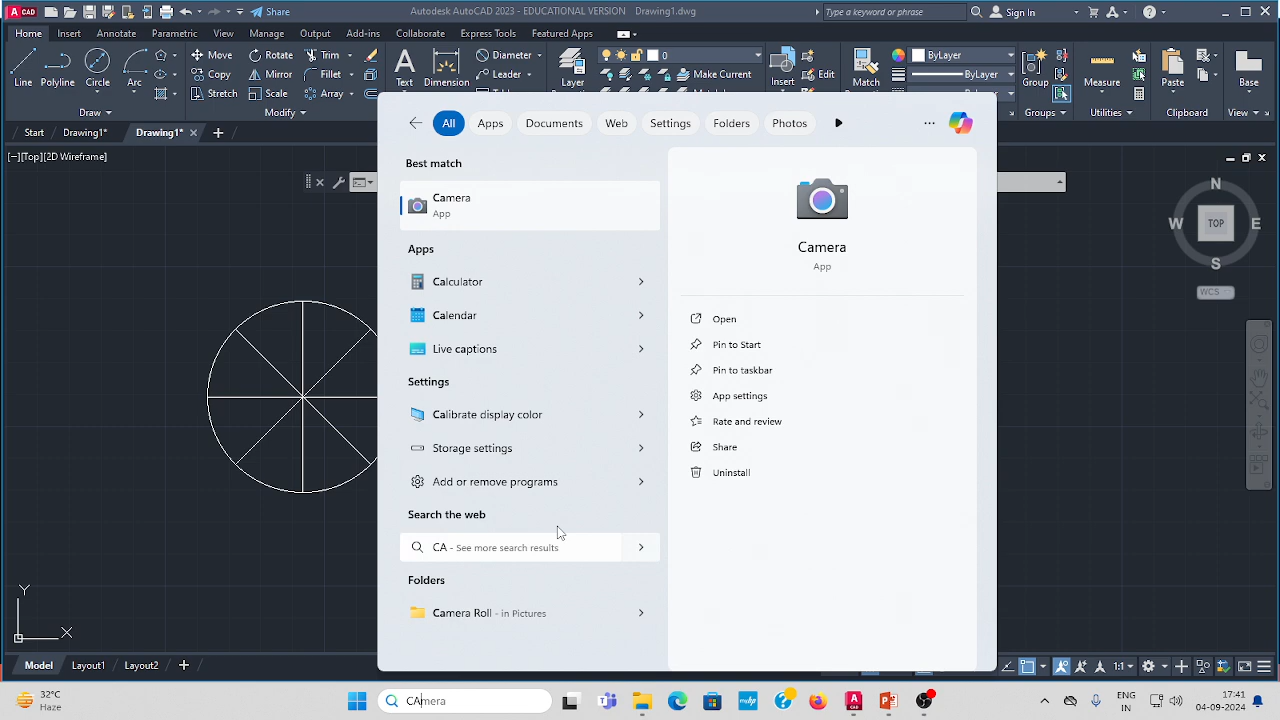 CAD
Share
Autodesk AutoCAD 2023 - EDUCATIONAL VERSION Drawing1.dwg
Type a keyword or phrase
Sign In
Home Insert Annotate Parametric View Manage Output Add-ins Collaborate Express Tools Featured Apps
Line
Polyline
Circle
Arc
Move
Rotate
Trim
Copy
Mirror
Fillet
Stretch
Scale
Array
Text
Dimension
Diameter
Leader
Layer
0
Make Current
Insert
Edit
Match
ByLayer
ByLayer
Group
Measure
Paste
Base
Draw
Modify
Start
Drawing1*
Drawing1*
[−][Top][2D Wireframe]
N
W
TOP
E
S
WCS
All
Apps
Documents
Web
Settings
Folders
Photos
Best match
Camera
App
Apps
Calculator
Calendar
Live captions
Settings
Calibrate display color
Storage settings
Add or remove programs
Search the web
CA - See more search results
Folders
Camera Roll - in Pictures
Camera
App
Open
Pin to Start
Pin to taskbar
App settings
Rate and review
Share
Uninstall
Y
X
Model
Layout1
Layout2
1:1
32°C
Haze
CAmera
ENG
IN
17:41
04-09-2024